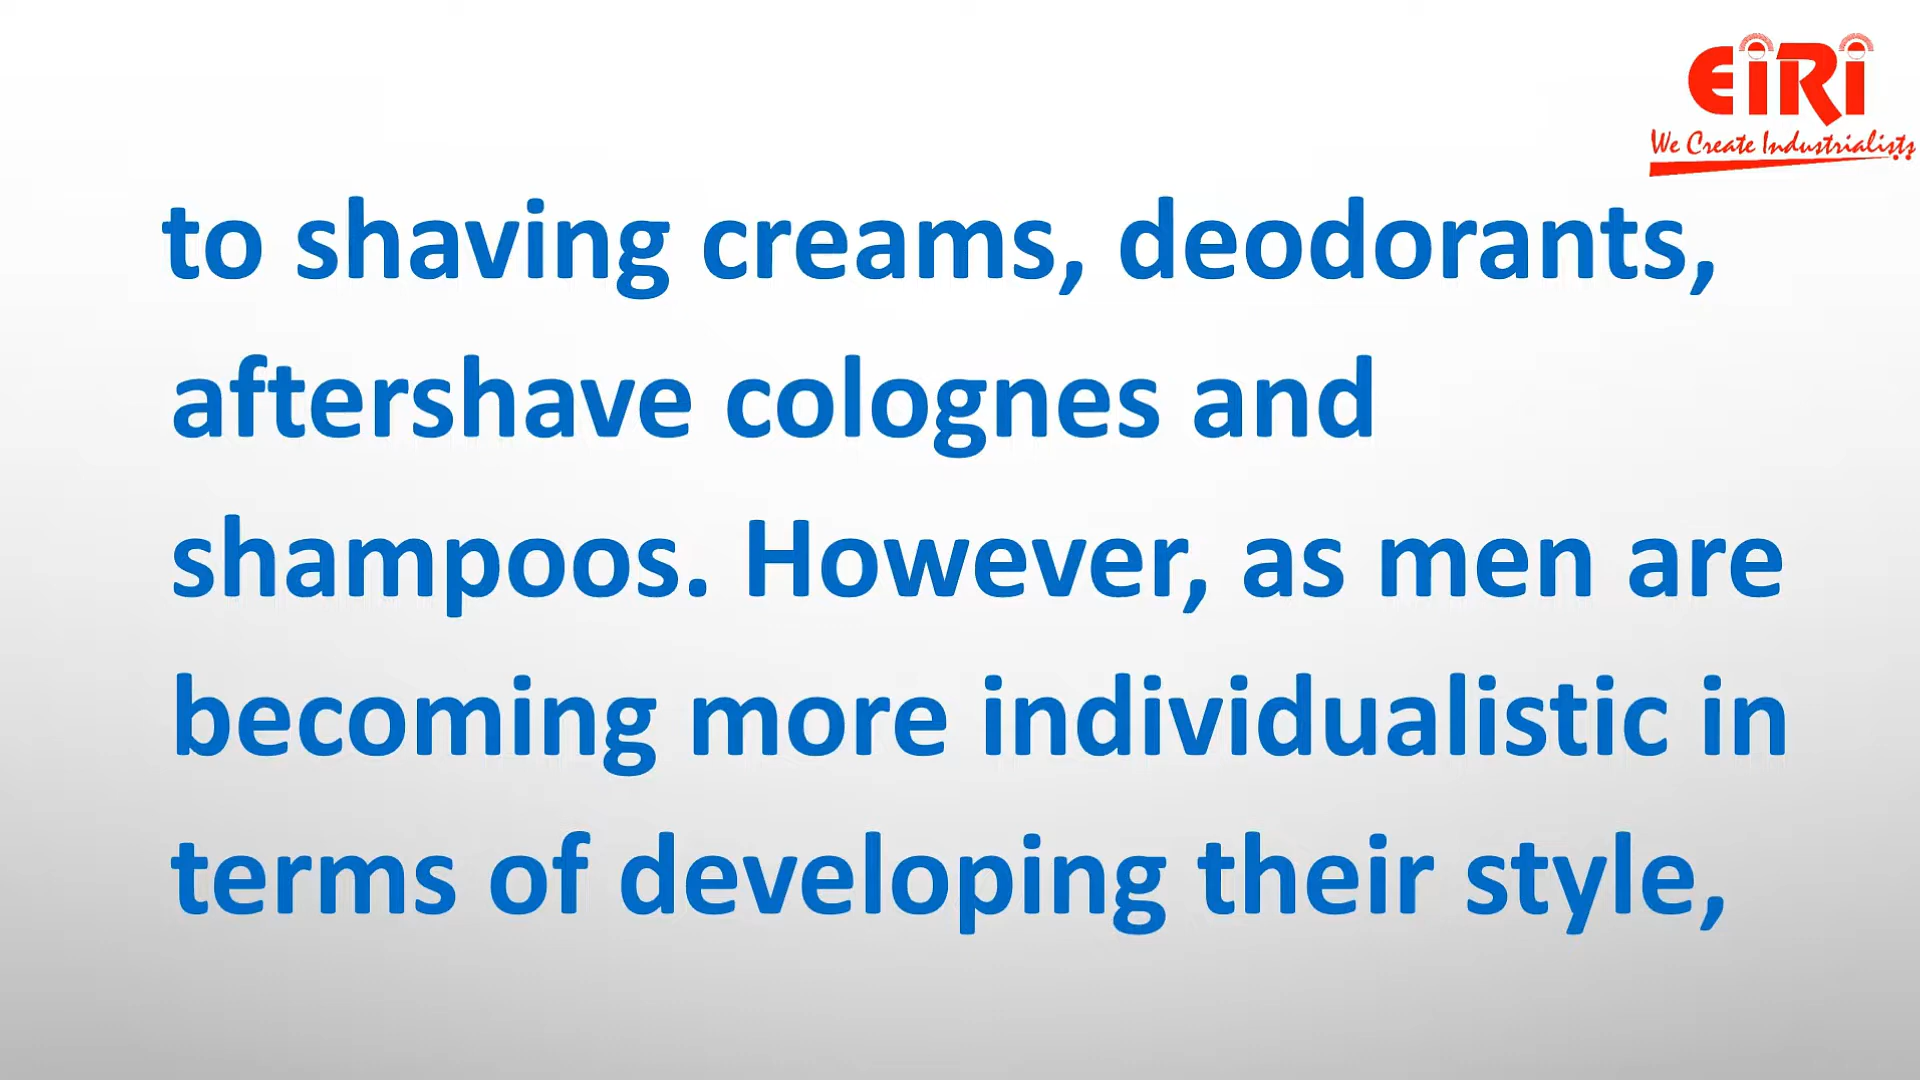 EiRi
We Create Industrialists
to shaving creams, deodorants,
aftershave colognes and
shampoos. However, as men are
becoming more individualistic in
terms of developing their style,